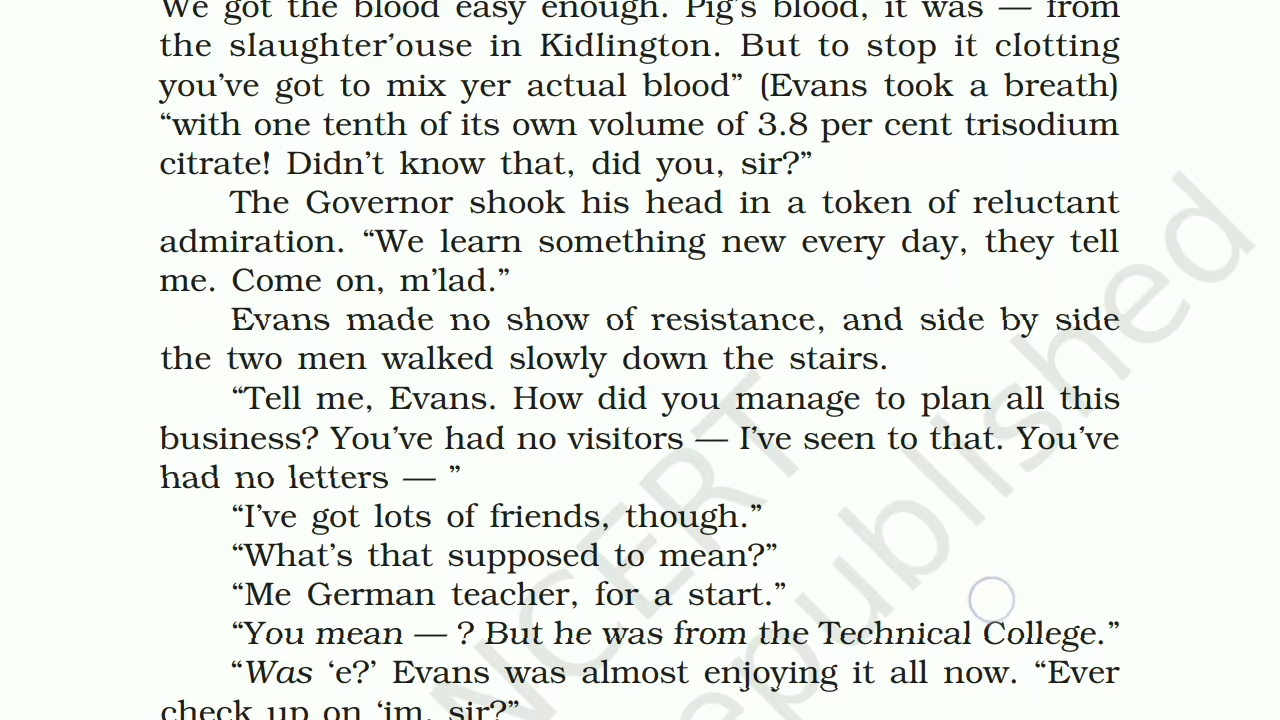 We got the blood easy enough. Pig's blood, it was — from
the slaughter'ouse in Kidlington. But to stop it clotting
you've got to mix yer actual blood” (Evans took a breath)
“with one tenth of its own volume of 3.8 per cent trisodium
citrate! Didn't know that, did you, sir?”
The Governor shook his head in a token of reluctant
admiration. “We learn something new every day, they tell
me. Come on, m'lad.”
Evans made no show of resistance, and side by side
the two men walked slowly down the stairs.
“Tell me, Evans. How did you manage to plan all this
business? You've had no visitors — I've seen to that. You've
had no letters — ”
“I've got lots of friends, though.”
“What's that supposed to mean?”
“Me German teacher, for a start.”
“You mean — ? But he was from the Technical College.”
“Was ‘e?’ Evans was almost enjoying it all now. “Ever
check up on ‘im, sir?”
NCERT
republished